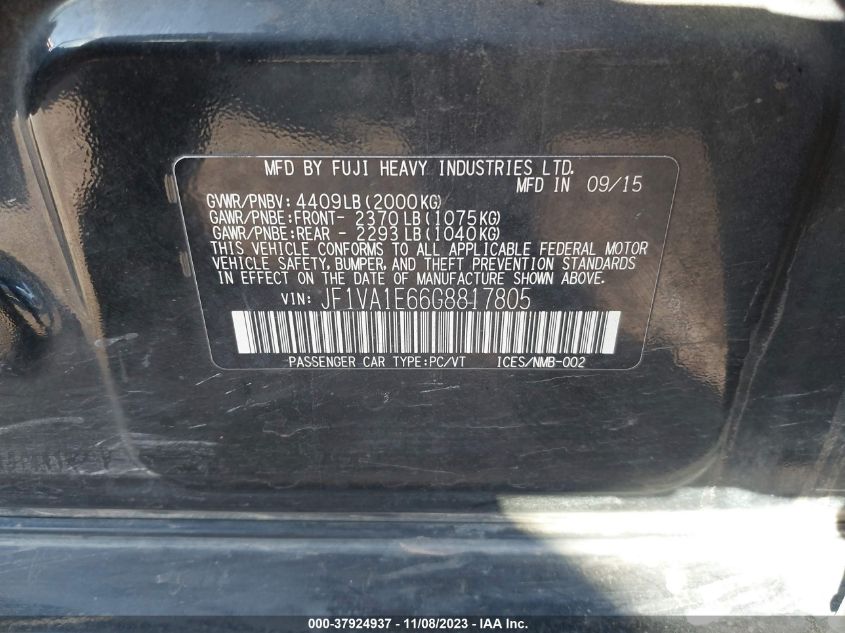 MFD BY FUJI HEAVY INDUSTRIES LTD.
MFD IN 09/15
GVWR/PNBV: 4409LB(2000KG)
GAWR/PNBE:FRONT- 2370LB(1075KG)
GAWR/PNBE:REAR - 2293LB(1040KG)
THIS VEHICLE CONFORMS TO ALL APPLICABLE FEDERAL MOTOR
VEHICLE SAFETY, BUMPER, AND THEFT PREVENTION STANDARDS
IN EFFECT ON THE DATE OF MANUFACTURE SHOWN ABOVE.
VIN: JF1VA1E66G8817805
PASSENGER CAR TYPE:PC/VT ICES/NMB-002
000-37924937 - 11/08/2023 - IAA Inc.